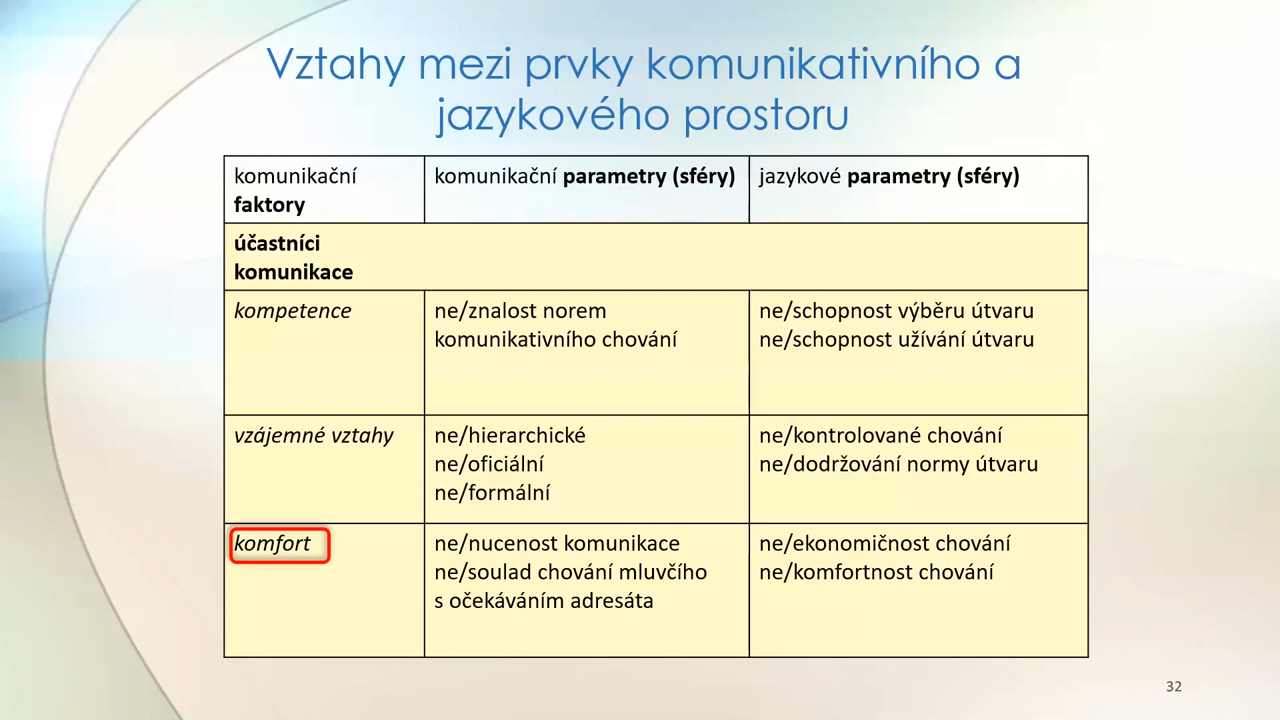 Vztahy mezi prvky komunikativního a
jazykového prostoru
komunikační
faktory
komunikační parametry (sféry)
jazykové parametry (sféry)
účastníci
komunikace
kompetence
ne/znalost norem
komunikativního chování
ne/schopnost výběru útvaru
ne/schopnost užívání útvaru
vzájemné vztahy
ne/hierarchické
ne/oficiální
ne/formální
ne/kontrolované chování
ne/dodržování normy útvaru
komfort
ne/nucenost komunikace
ne/soulad chování mluvčího
s očekáváním adresáta
ne/ekonomičnost chování
ne/komfortnost chování
32